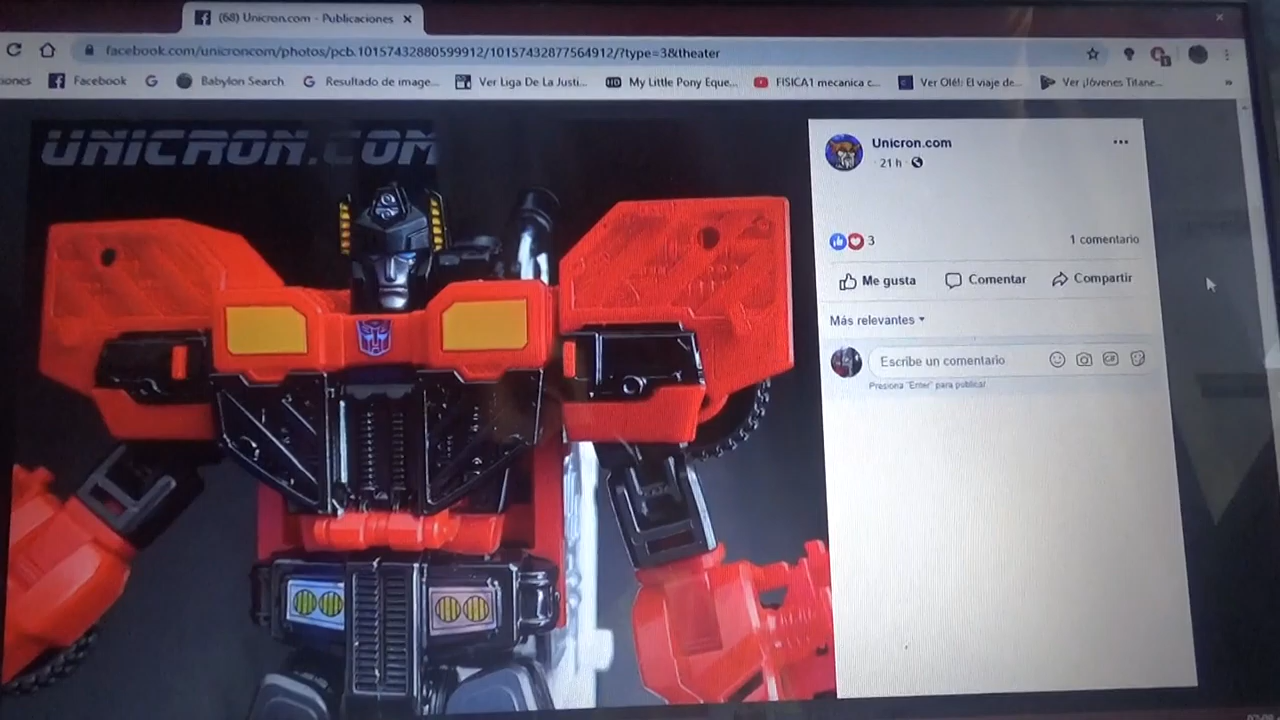 (68) Unicron.com - Publicaciones
facebook.com/unicroncom/photos/pcb.10157432880599912/10157432877564912/?type=3&theater
iones Facebook Babylon Search Resultado de image... Ver Liga De La Justi... My Little Pony Eque... FISICA1 mecanica c... Ver Olé!: El viaje de... Ver ¡Jóvenes Titane...
UNICRON.COM
Unicron.com
21 h
3 1 comentario
Me gusta Comentar Compartir
Más relevantes
Escribe un comentario GIF
Presiona "Enter" para publicar